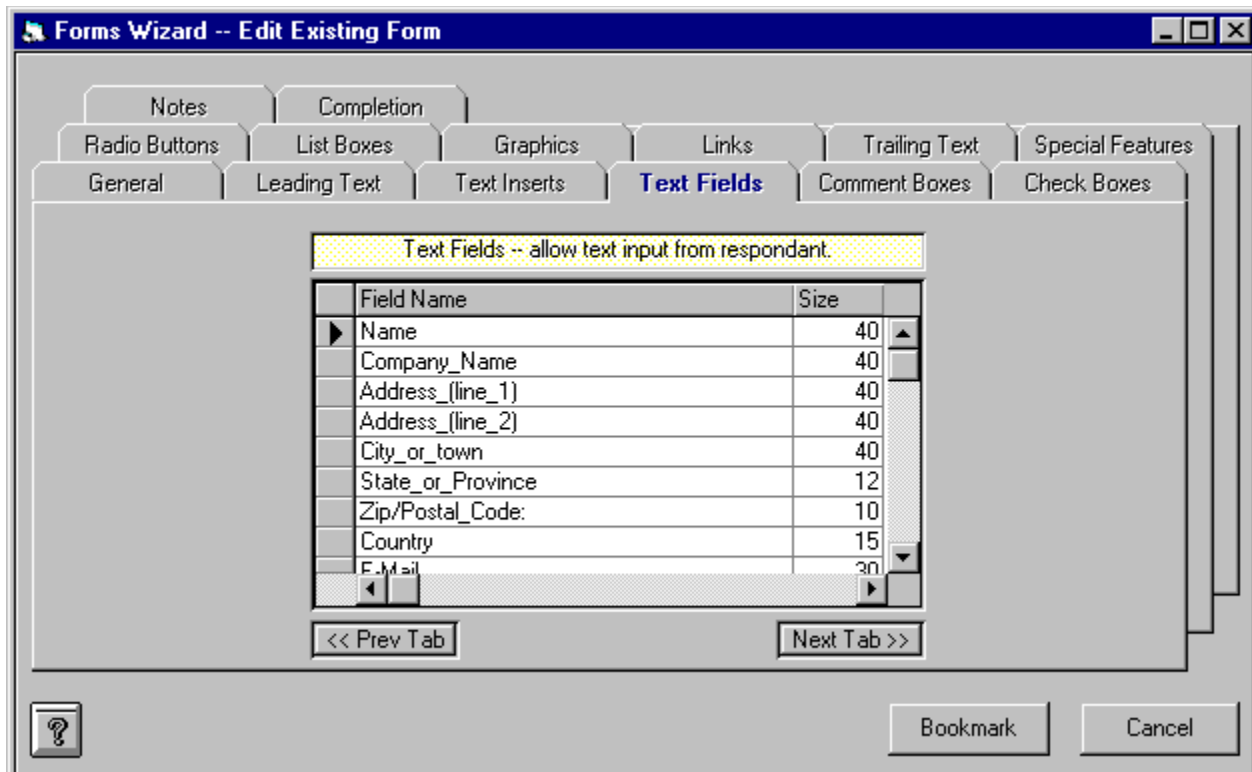 Forms Wizard -- Edit Existing Form
Notes Completion
Radio Buttons List Boxes Graphics Links Trailing Text Special Features
General Leading Text Text Inserts Text Fields Comment Boxes Check Boxes
Text Fields -- allow text input from respondant.
Field Name Size
Name 40
Company_Name 40
Address_(line_1) 40
Address_(line_2) 40
City_or_town 40
State_or_Province 12
Zip/Postal_Code: 10
Country 15
E-Mail 30
<< Prev Tab Next Tab >>
? Bookmark Cancel